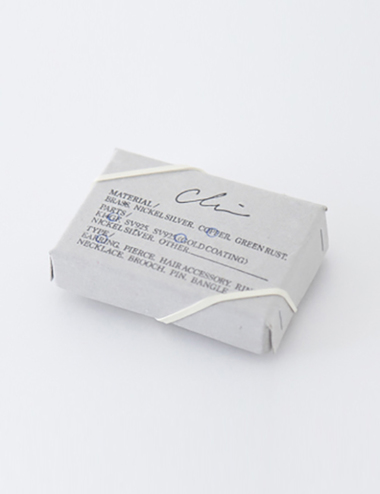 Chi
MATERIAL/
BRASS, NICKEL SILVER, COPPER, GREEN RUST,
PARTS/
SV925, SV925(GOLD COATING)
NICKEL SILVER, OTHER
TYPE/
EARRING, PIERCE, HAIR ACCESSORY,
NECKLACE, BROOCH, PIN, BANGLE